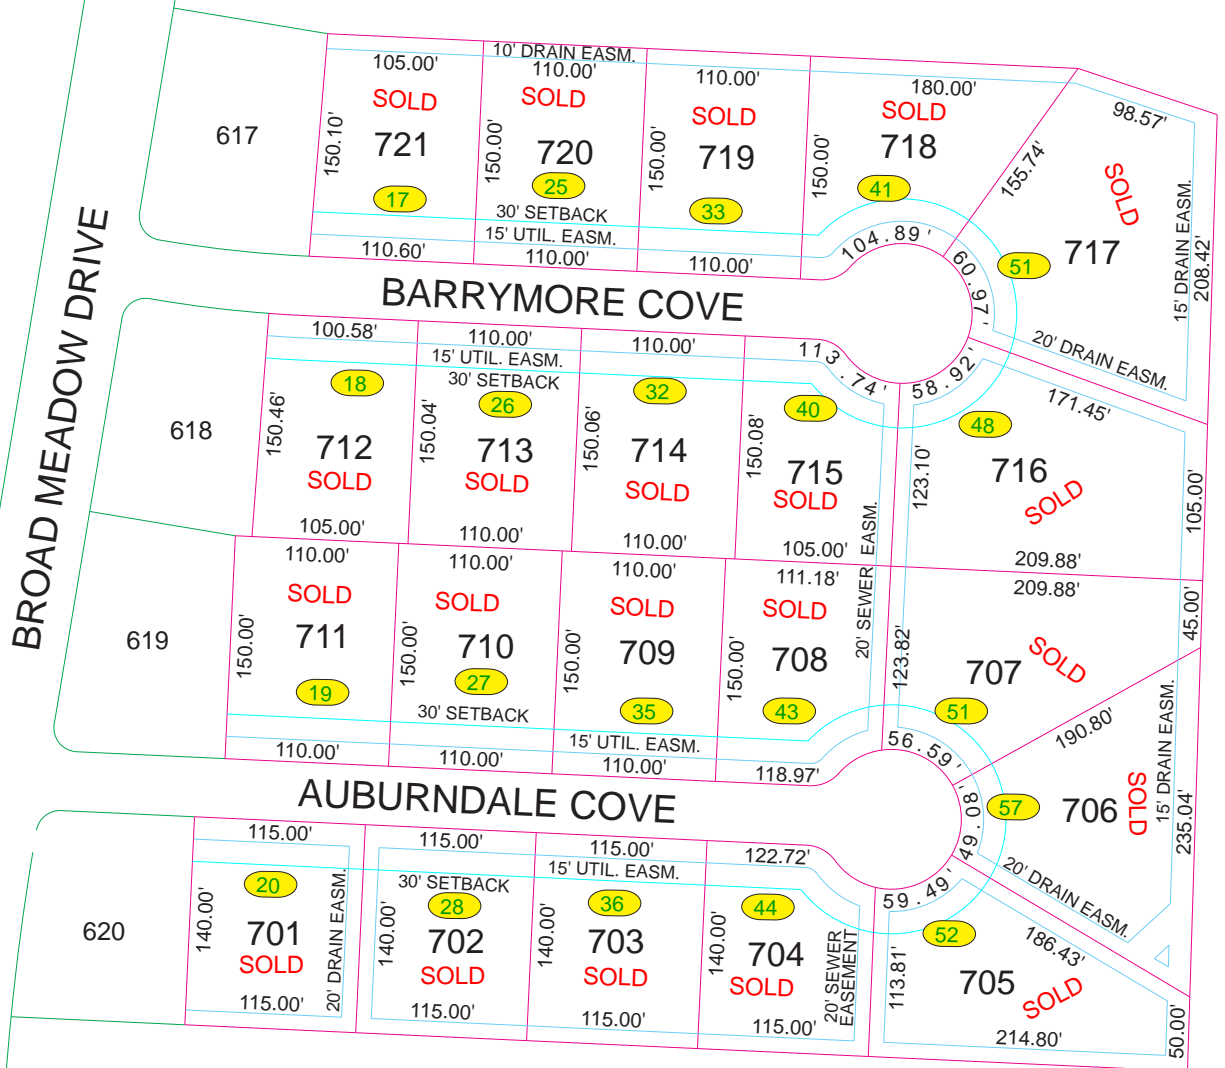 10' DRAIN EASM.
105.00'
110.00'
110.00'
180.00'
98.57'
SOLD
SOLD
SOLD
SOLD
SOLD
617
150.10'
721
150.00'
720
150.00'
719
150.00'
718
155.74'
717
15' DRAIN EASM.
208.42'
17
25
33
41
51
30' SETBACK
15' UTIL. EASM.
110.60'
110.00'
110.00'
104.89'
60.97'
BARRYMORE COVE
BROAD MEADOW DRIVE
20' DRAIN EASM.
100.58'
110.00'
110.00'
113.74'
58.92'
171.45'
15' UTIL. EASM.
30' SETBACK
18
26
32
40
48
618
150.46'
712
150.04'
713
150.06'
714
150.08'
715
123.10'
716
105.00'
SOLD
SOLD
SOLD
SOLD
SOLD
105.00'
110.00'
110.00'
105.00'
20' SEWER EASM.
209.88'
110.00'
110.00'
110.00'
111.18'
209.88'
45.00'
SOLD
SOLD
SOLD
SOLD
SOLD
619
150.00'
711
150.00'
710
150.00'
709
150.00'
708
123.82'
707
19
27
35
43
51
30' SETBACK
15' UTIL. EASM.
110.00'
110.00'
110.00'
118.97'
56.59'
190.80'
15' DRAIN EASM.
235.04'
SOLD
706
57
49.08'
AUBURNDALE COVE
20' DRAIN EASM.
115.00'
115.00'
115.00'
122.72'
59.49'
15' UTIL. EASM.
30' SETBACK
20
28
36
44
52
620
140.00'
701
20' DRAIN EASM.
140.00'
702
140.00'
703
140.00'
704
20' SEWER
EASEMENT
113.81'
705
186.43'
SOLD
SOLD
SOLD
SOLD
SOLD
115.00'
115.00'
115.00'
115.00'
214.80'
50.00'